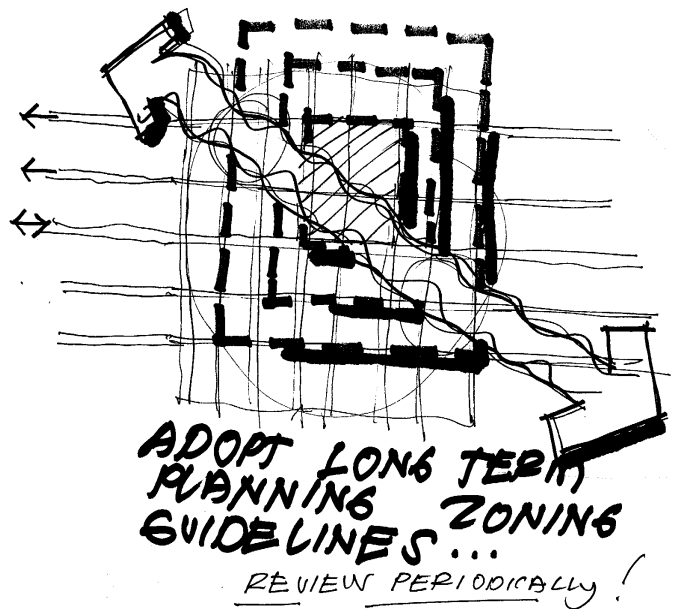 ADOPT LONG TERM
PLANNING ZONING
GUIDELINES...
REVIEW PERIODICALLY!